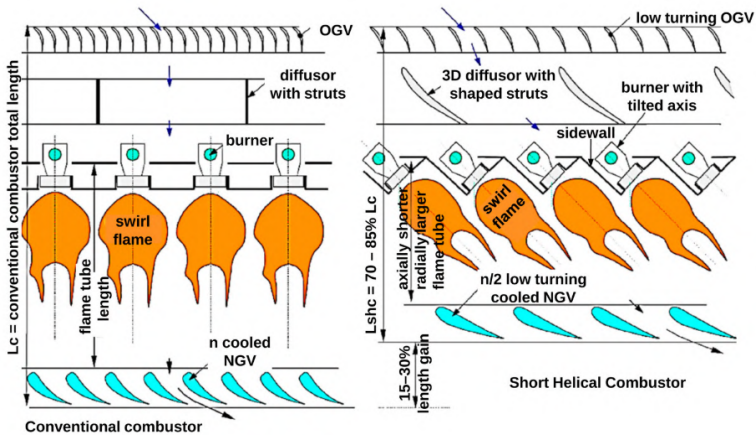 OGV
diffusor
with struts
burner
swirl
flame
flame tube
length
Lc = conventional combustor total length
n cooled
NGV
Conventional combustor
low turning OGV
3D diffusor with
shaped struts
burner with
tilted axis
sidewall
swirl
flame
axially shorter
radially larger
flame tube
Lshc = 70 – 85% Lc
n/2 low turning
cooled NGV
15–30%
length gain
Short Helical Combustor